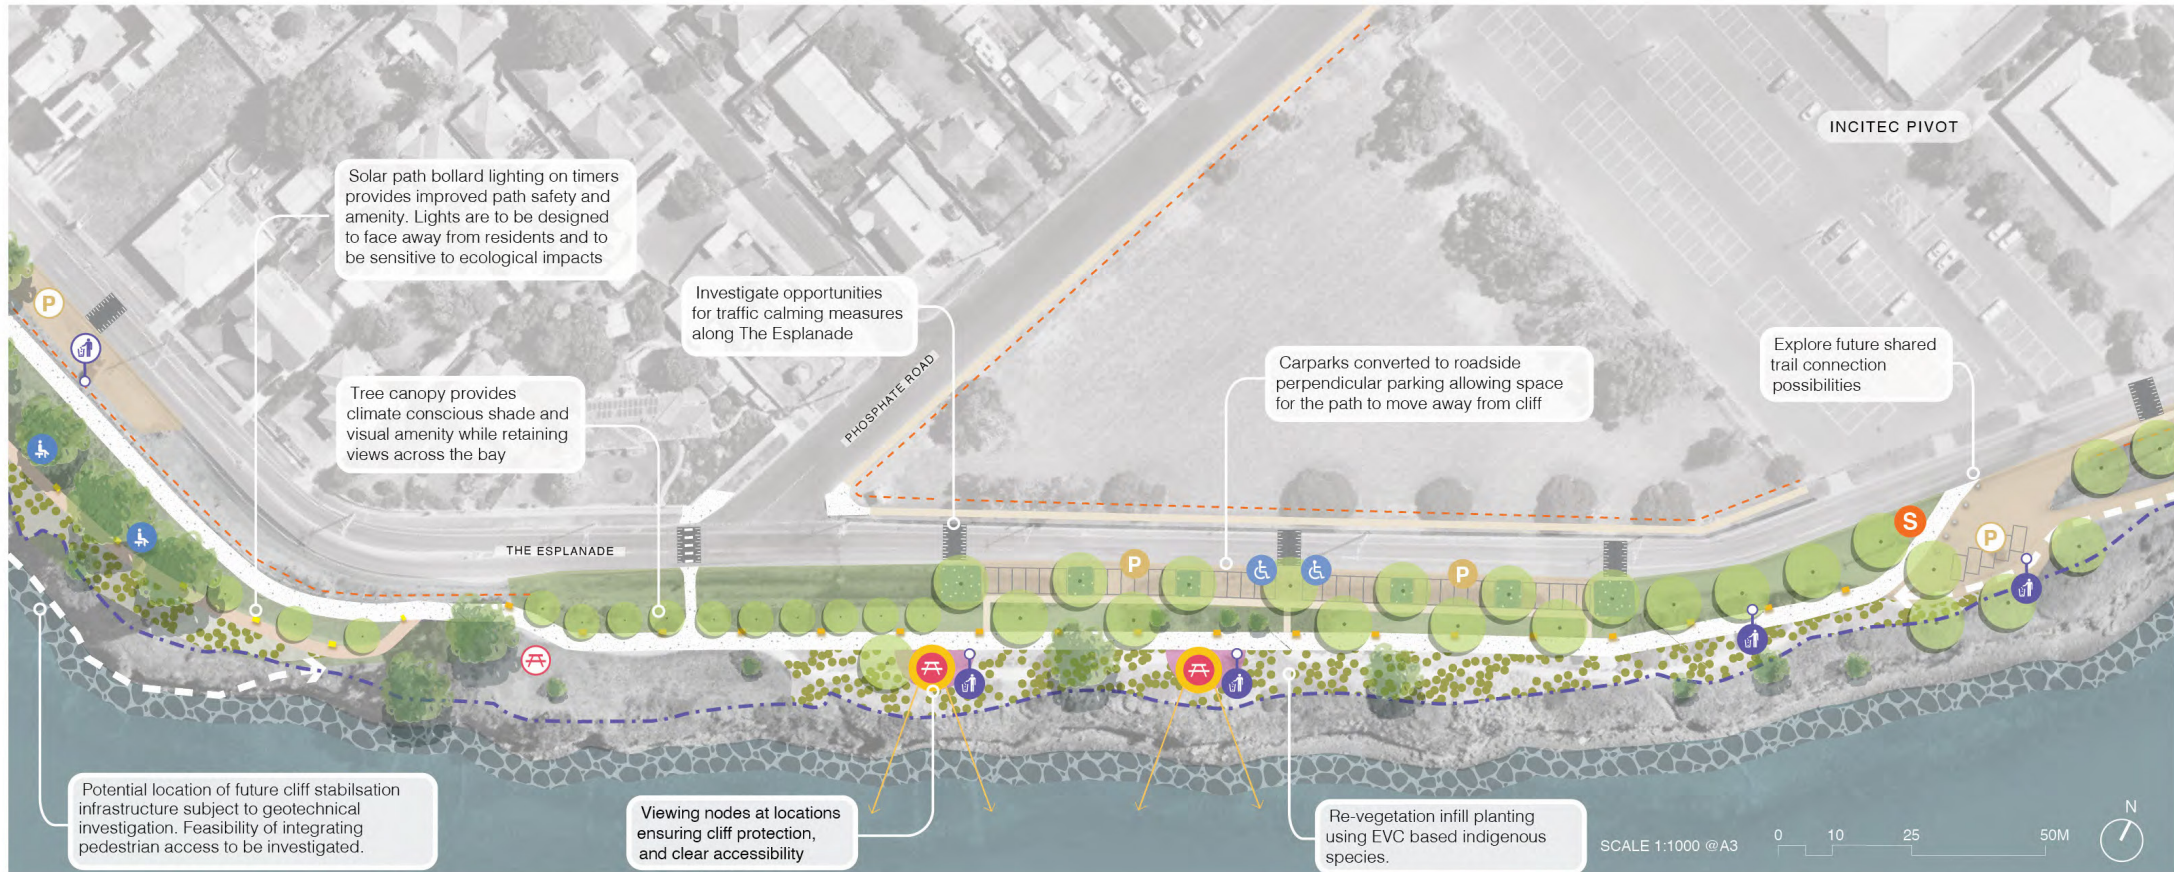 INCITEC PIVOT
Solar path bollard lighting on timers
provides improved path safety and
amenity. Lights are to be designed
to face away from residents and to
be sensitive to ecological impacts
P
Investigate opportunities
for traffic calming measures
along The Esplanade
Explore future shared
trail connection
possibilities
Carparks converted to roadside
perpendicular parking allowing space
for the path to move away from cliff
Tree canopy provides
climate conscious shade and
visual amenity while retaining
views across the bay
PHOSPHATE ROAD
THE ESPLANADE
P
P
S
P
Potential location of future cliff stabilsation
infrastructure subject to geotechnical
investigation. Feasibility of integrating
pedestrian access to be investigated.
Viewing nodes at locations
ensuring cliff protection,
and clear accessibility
Re-vegetation infill planting
using EVC based indigenous
species.
SCALE 1:1000 @A3
0 10 25 50M
N